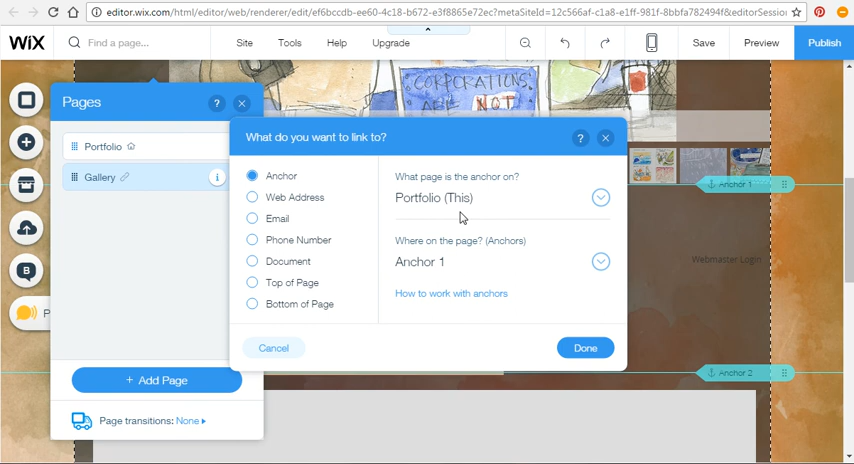 editor.wix.com/html/editor/web/renderer/edit/ef6bccdb-ee60-4c18-b672-e3f8865e72ec?metaSiteId=12c566af-c1a8-e1ff-981f-8bbfa782494f&editorSession
WiX
Find a page...
Site
Tools
Help
Upgrade
Save
Preview
Publish
CORPORATIONS
ARE NOT
Pages
?
Portfolio
Gallery
i
+ Add Page
Page transitions: None
What do you want to link to?
?
Anchor
Web Address
Email
Phone Number
Document
Top of Page
Bottom of Page
What page is the anchor on?
Portfolio (This)
Where on the page? (Anchors)
Anchor 1
How to work with anchors
Cancel
Done
Anchor 1
Webmaster Login
Anchor 2
B
P